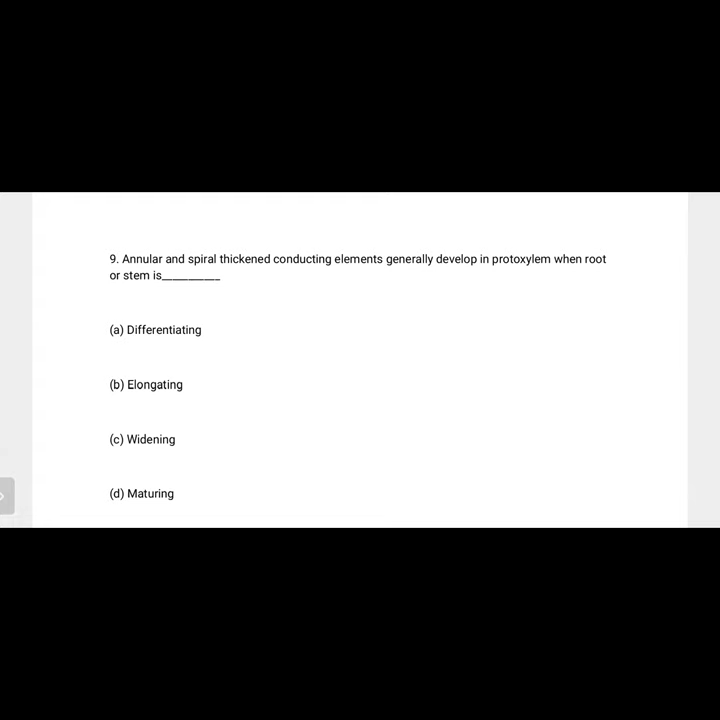 9. Annular and spiral thickened conducting elements generally develop in protoxylem when root
or stem is___________
(a) Differentiating
(b) Elongating
(c) Widening
(d) Maturing